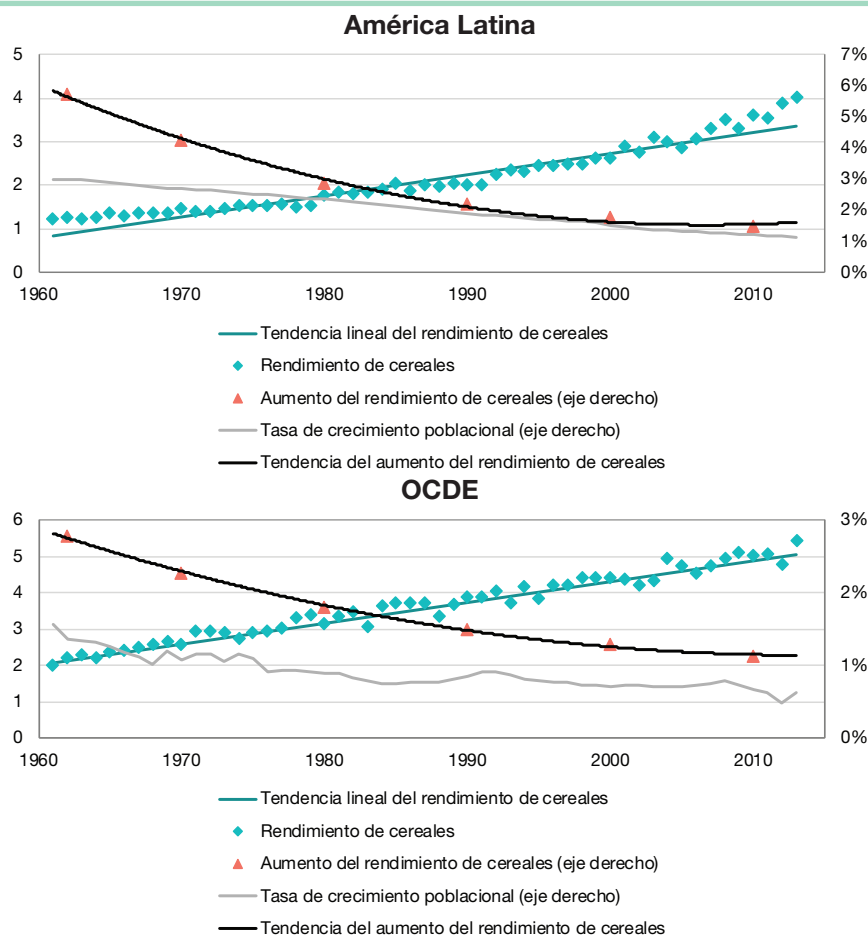 América Latina
5 7%
6%
4
5%
3 4%
2 3%
2%
1
1%
0 0%
1960 1970 1980 1990 2000 2010
Tendencia lineal del rendimiento de cereales
Rendimiento de cereales
Aumento del rendimiento de cereales (eje derecho)
Tasa de crecimiento poblacional (eje derecho)
Tendencia del aumento del rendimiento de cereales
OCDE
6 3%
5
4 2%
3
2 1%
1
0 0%
1960 1970 1980 1990 2000 2010
Tendencia lineal del rendimiento de cereales
Rendimiento de cereales
Aumento del rendimiento de cereales (eje derecho)
Tasa de crecimiento poblacional (eje derecho)
Tendencia del aumento del rendimiento de cereales